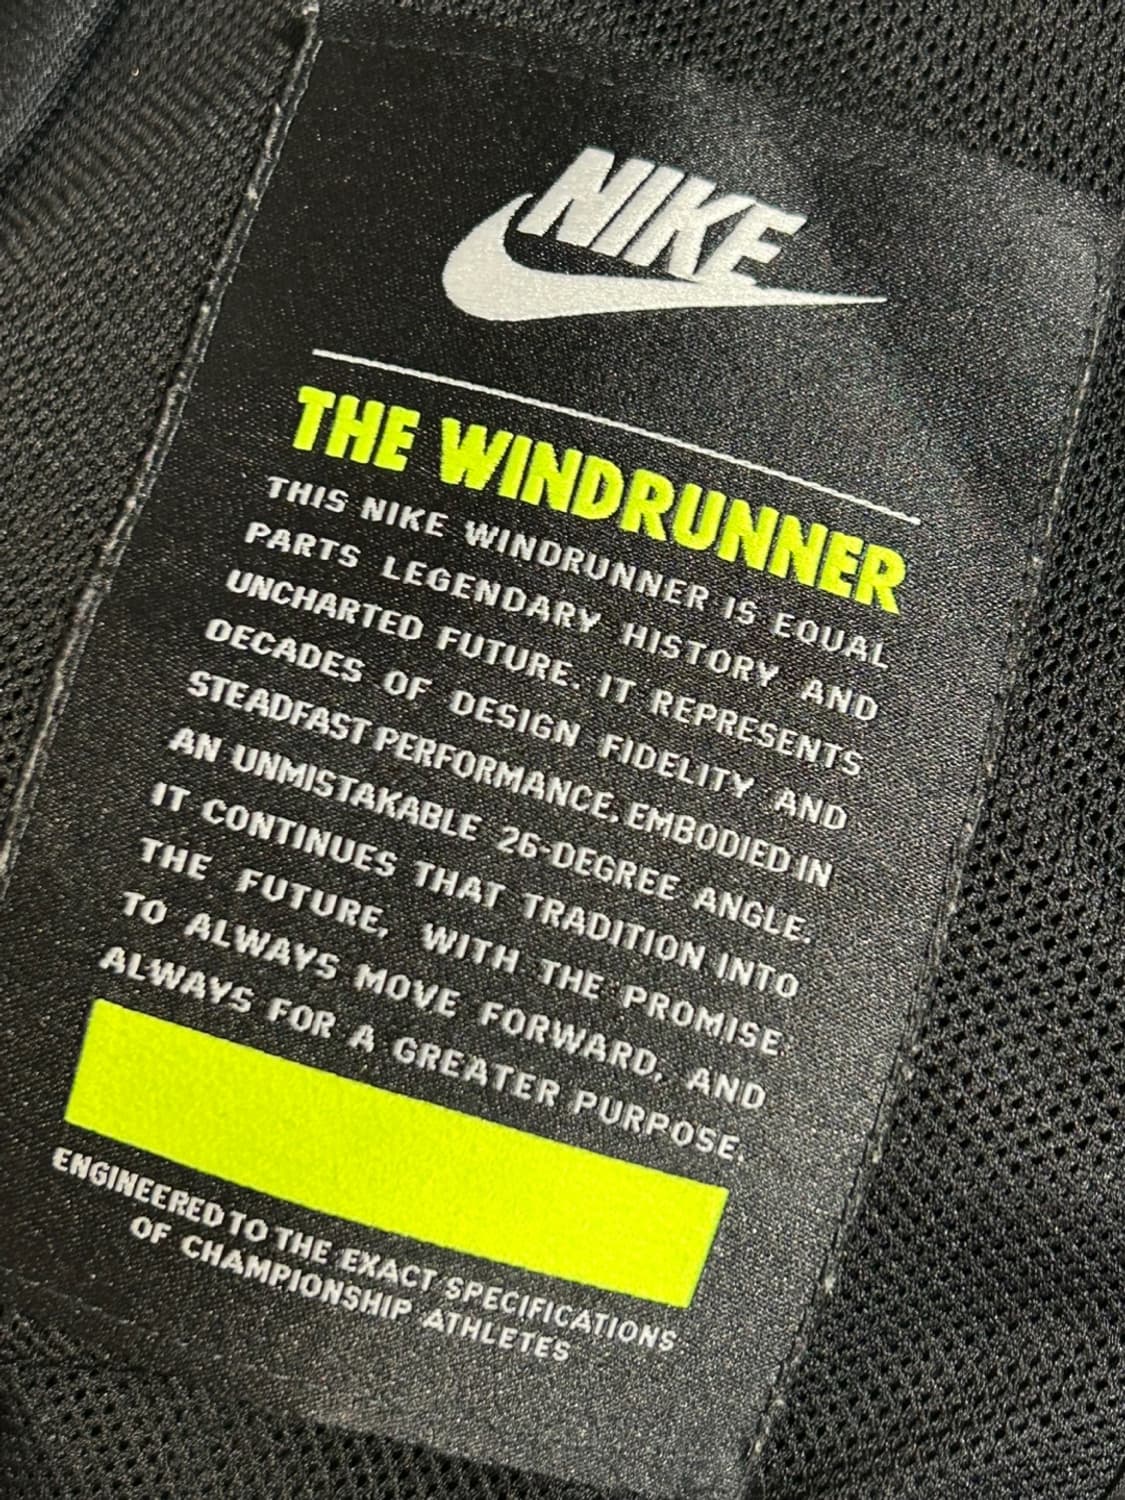 NIKE
THE WINDRUNNER
THIS NIKE WINDRUNNER IS EQUAL
PARTS LEGENDARY HISTORY AND
UNCHARTED FUTURE. IT REPRESENTS
DECADES OF DESIGN FIDELITY AND
STEADFAST PERFORMANCE, EMBODIED IN
AN UNMISTAKABLE 26-DEGREE ANGLE.
IT CONTINUES THAT TRADITION INTO
THE FUTURE, WITH THE PROMISE
TO ALWAYS MOVE FORWARD, AND
ALWAYS FOR A GREATER PURPOSE.
ENGINEERED TO THE EXACT SPECIFICATIONS
OF CHAMPIONSHIP ATHLETES